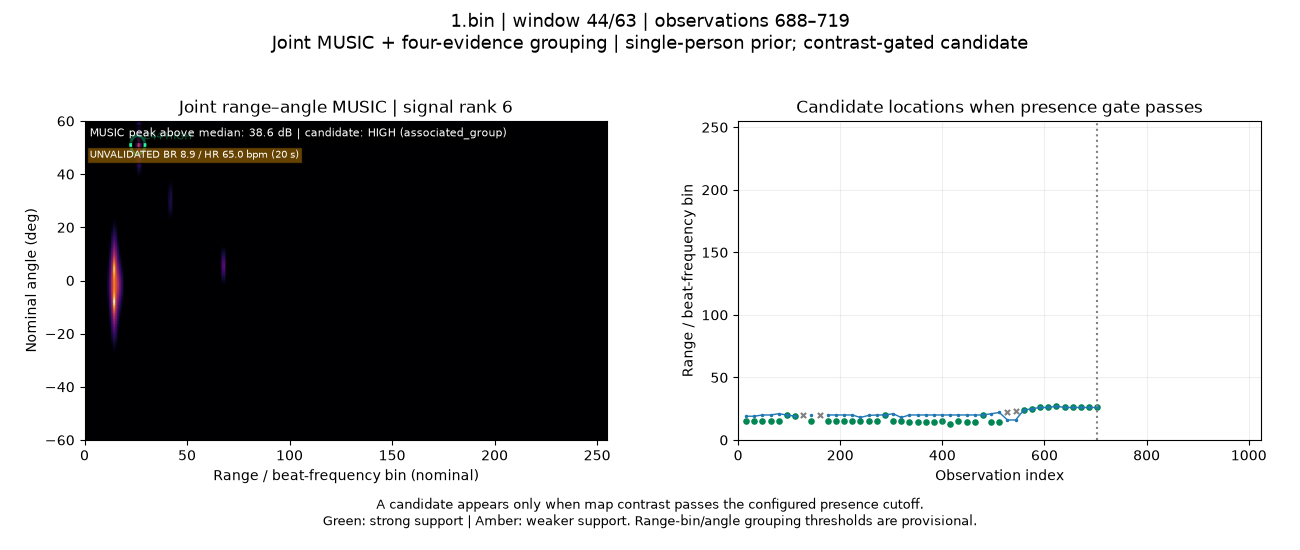 1.bin | window 44/63 | observations 688–719
Joint MUSIC + four-evidence grouping | single-person prior; contrast-gated candidate
Joint range–angle MUSIC | signal rank 6
MUSIC peak above median: 38.6 dB | candidate: HIGH (associated_group)
UNVALIDATED BR 8.9 / HR 65.0 bpm (20 s)
60
40
20
0
−20
−40
−60
Nominal angle (deg)
0
50
100
150
200
250
Range / beat-frequency bin (nominal)
Candidate locations when presence gate passes
250
200
150
100
50
0
Range / beat-frequency bin
0
200
400
600
800
1000
Observation index
A candidate appears only when map contrast passes the configured presence cutoff.
Green: strong support | Amber: weaker support. Range-bin/angle grouping thresholds are provisional.